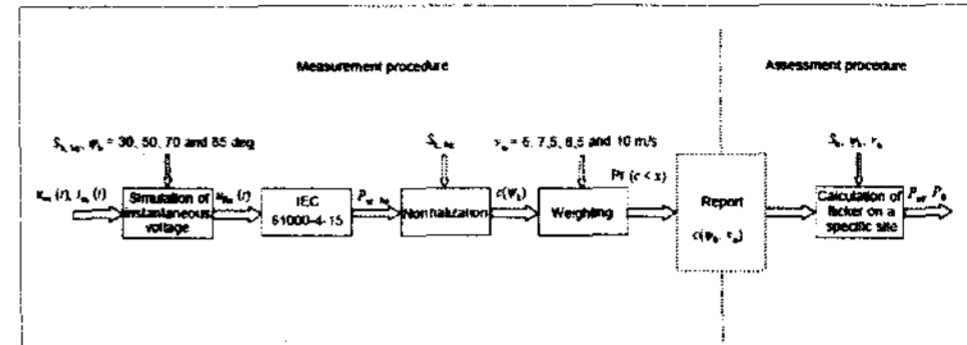 Measurement procedure
Assessment procedure
S_k,fic, ψ_k = 30, 50, 70 and 85 deg
S_k,fic
v_a = 6, 7,5, 8,5 and 10 m/s
S_k, ψ_k, v_a
u_m(t), i_m(t)
Simulation of
instantaneous
voltage
u_fic(t)
IEC
61000-4-15
P_st,fic
Normalization
c(ψ_k)
Weighting
Pr(c < x)
Report
c(ψ_k, v_a)
Calculation of
flicker on a
specific site
P_st, P_lt